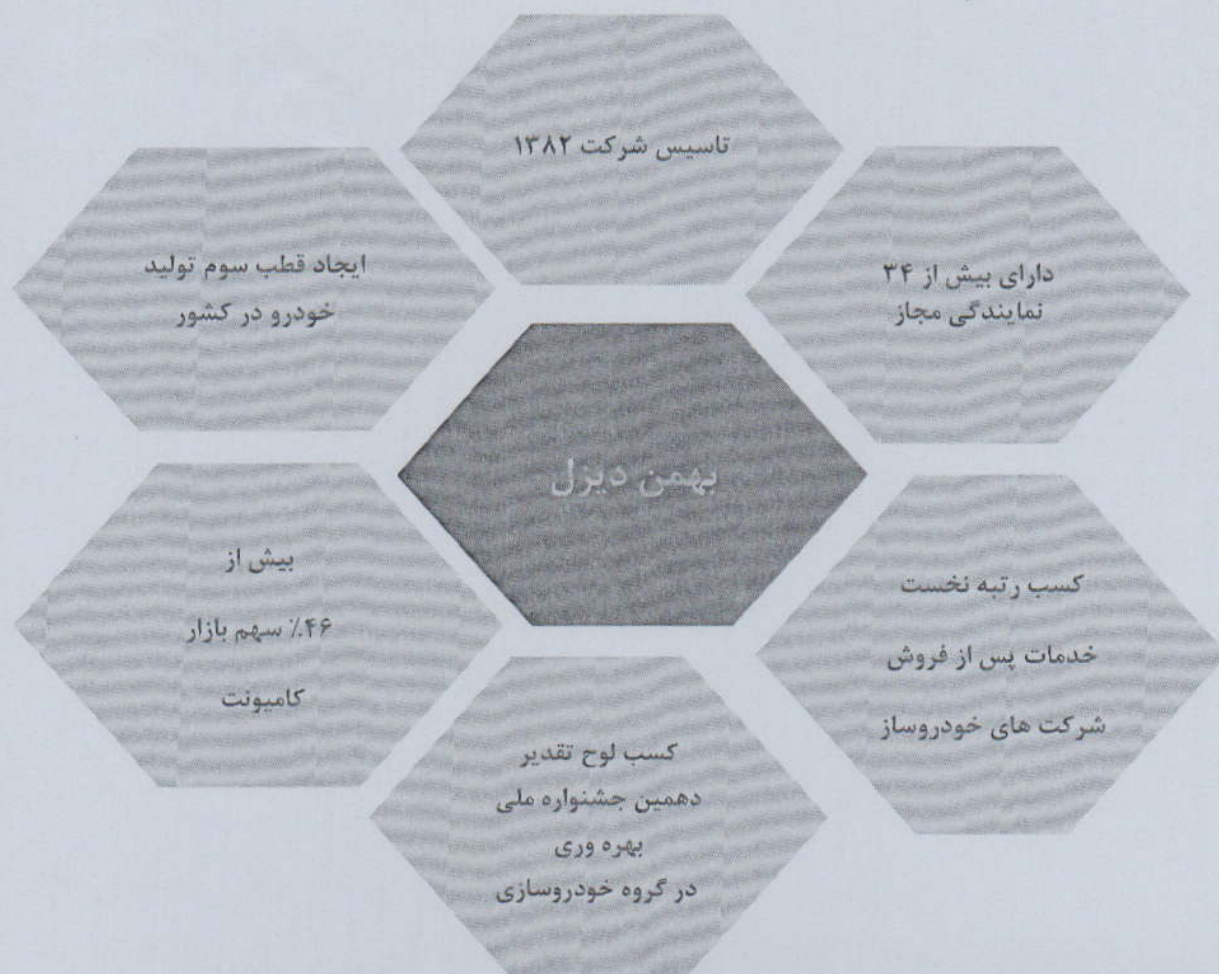 تاسیس شرکت ۱۳۸۲
دارای بیش از ۳۴
نمایندگی مجاز
ایجاد قطب سوم تولید
خودرو در کشور
بهمن دیزل
کسب رتبه نخست
خدمات پس از فروش
شرکت های خودروساز
بیش از
۴۶٪ سهم بازار
کامیونت
کسب لوح تقدیر
دهمین جشنواره ملی
بهره وری
در گروه خودروسازی